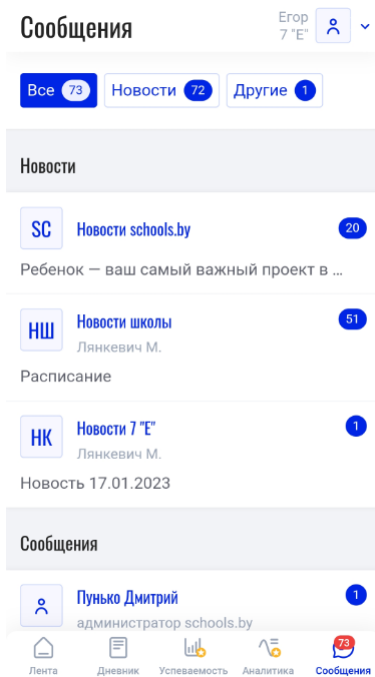 Сообщения
Егор
7 "Е"
Все 73 Новости 72 Другие 1
Новости
SC Новости schools.by 20
Ребенок — ваш самый важный проект в ...
НШ Новости школы 51
Лянкевич М.
Расписание
НК Новости 7 "Е" 1
Лянкевич М.
Новость 17.01.2023
Сообщения
Пунько Дмитрий 1
администратор schools.by
73
Лента Дневник Успеваемость Аналитика Сообщения